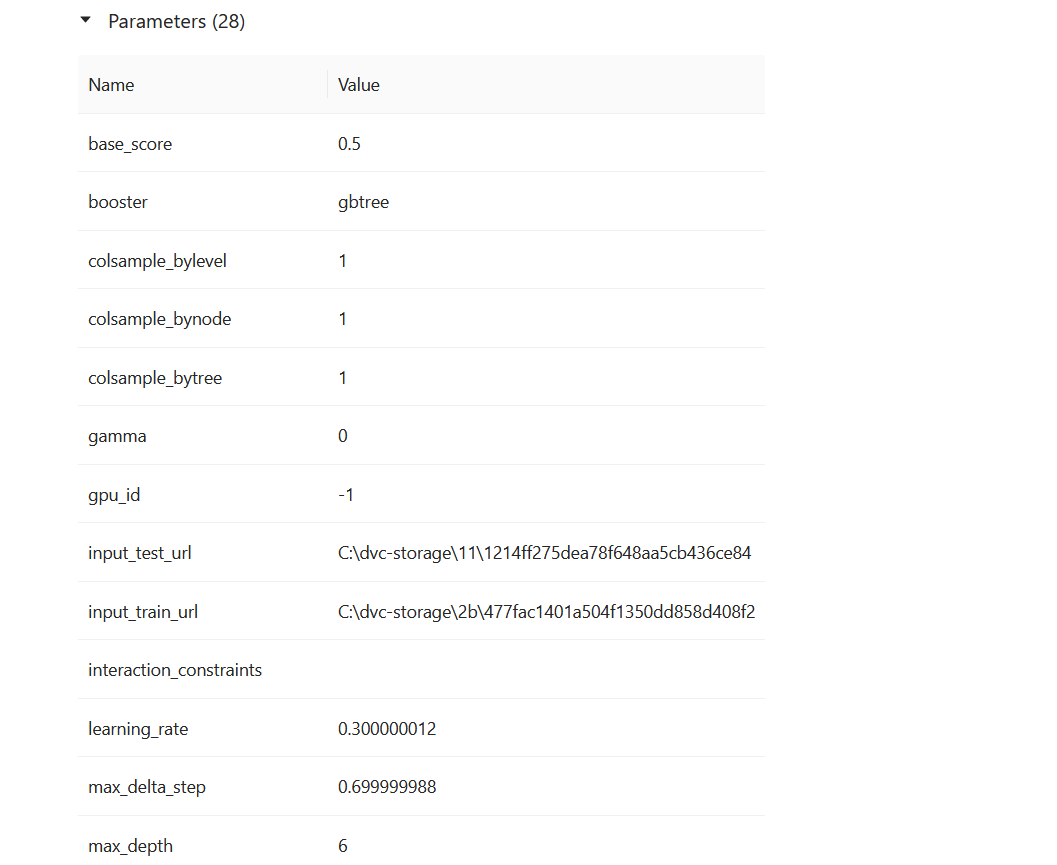 Parameters (28)
Name Value
base_score 0.5
booster gbtree
colsample_bylevel 1
colsample_bynode 1
colsample_bytree 1
gamma 0
gpu_id -1
input_test_url C:\dvc-storage\11\1214ff275dea78f648aa5cb436ce84
input_train_url C:\dvc-storage\2b\477fac1401a504f1350dd858d408f2
interaction_constraints
learning_rate 0.300000012
max_delta_step 0.699999988
max_depth 6